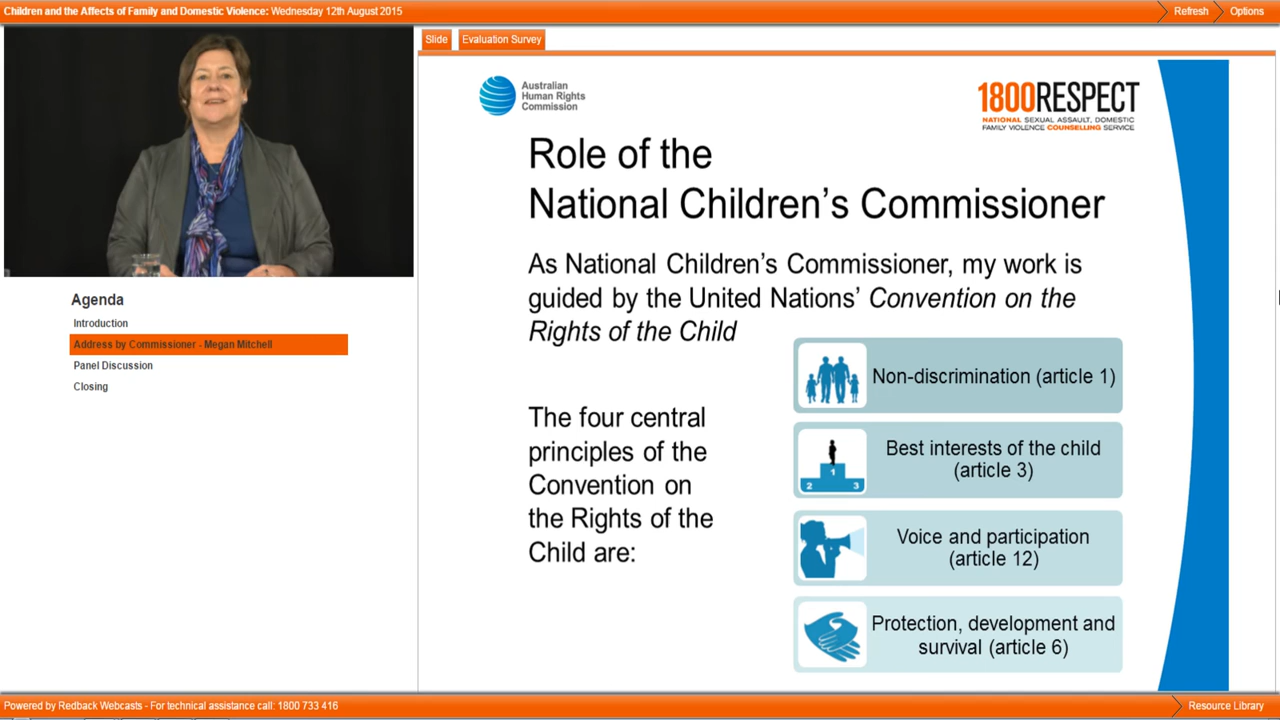 Children and the Affects of Family and Domestic Violence: Wednesday 12th August 2015
Refresh
Options
Slide
Evaluation Survey
Australian
Human Rights
Commission
1800RESPECT
NATIONAL SEXUAL ASSAULT, DOMESTIC
FAMILY VIOLENCE COUNSELLING SERVICE
Role of the
National Children's Commissioner
As National Children's Commissioner, my work is
guided by the United Nations' Convention on the
Rights of the Child
The four central
principles of the
Convention on
the Rights of the
Child are:
Non-discrimination (article 1)
1
2
3
Best interests of the child
(article 3)
Voice and participation
(article 12)
Protection, development and
survival (article 6)
Agenda
Introduction
Address by Commissioner - Megan Mitchell
Panel Discussion
Closing
Powered by Redback Webcasts - For technical assistance call: 1800 733 416
Resource Library